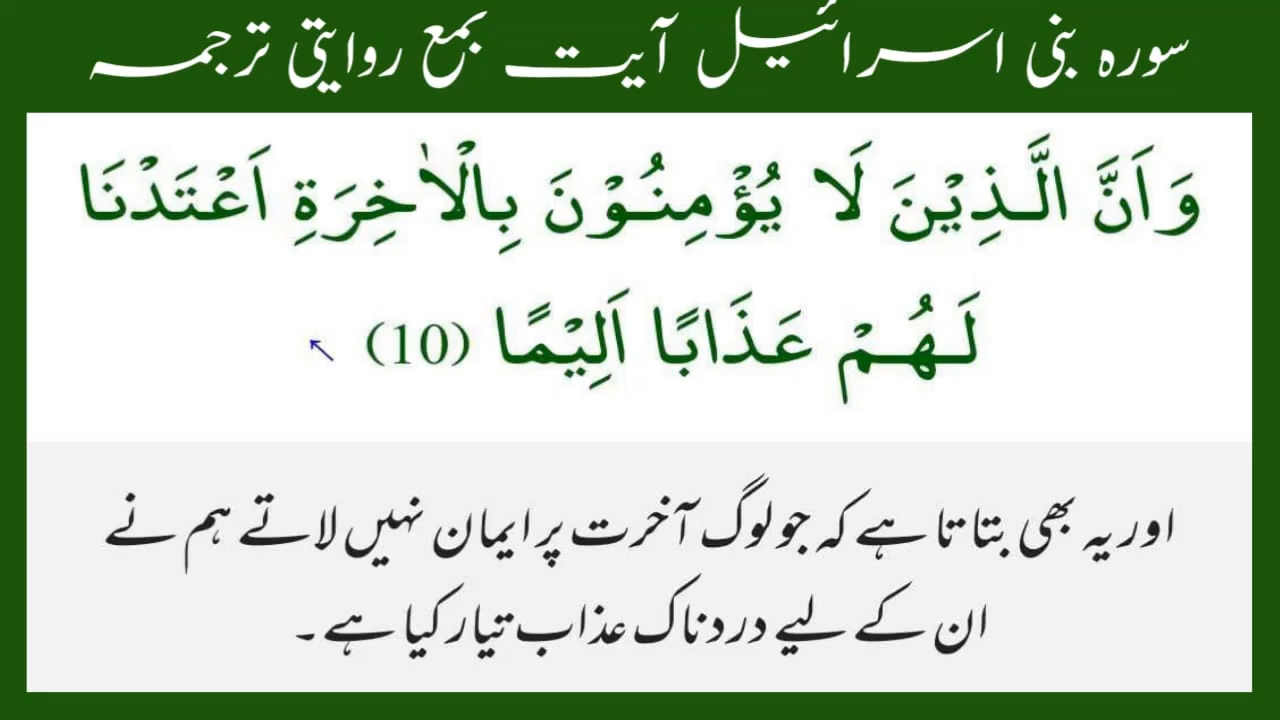 سورہ بنی اسرائیل آیت بمع روایتی ترجمہ
وَاَنَّ الَّذِيْنَ لَا يُؤْمِنُوْنَ بِالْاٰخِرَةِ اَعْتَدْنَا
لَهُمْ عَذَابًا اَلِيْمًا (10)
اور یہ بھی بتاتا ہے کہ جو لوگ آخرت پر ایمان نہیں لاتے ہم نے
ان کے لیے دردناک عذاب تیار کیا ہے۔